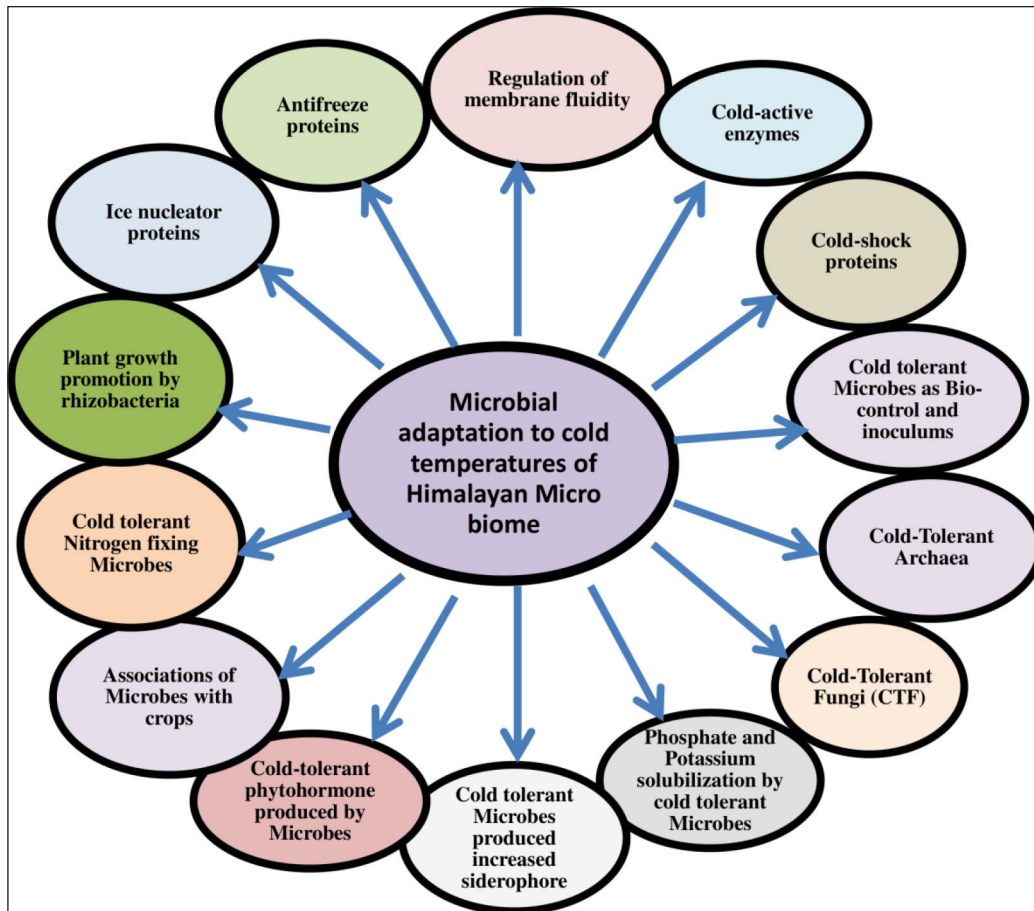 Regulation of
membrane fluidity
Cold-active
enzymes
Cold-shock
proteins
Cold tolerant
Microbes as Bio-
control and
inoculums
Cold-Tolerant
Archaea
Cold-Tolerant
Fungi (CTF)
Phosphate and
Potassium
solubilization by
cold tolerant
Microbes
Cold tolerant
Microbes
produced
increased
siderophore
Cold-tolerant
phytohormone
produced by
Microbes
Associations of
Microbes with
crops
Cold tolerant
Nitrogen fixing
Microbes
Plant growth
promotion by
rhizobacteria
Ice nucleator
proteins
Antifreeze
proteins
Microbial
adaptation to cold
temperatures of
Himalayan Micro
biome